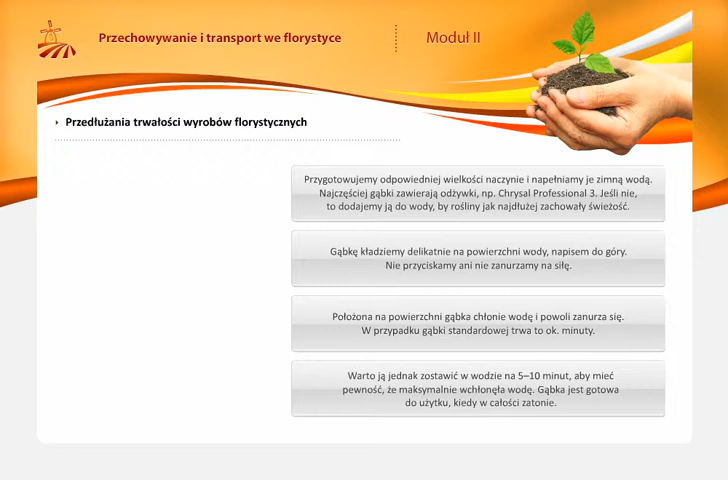 Przechowywanie i transport we florystyce
Moduł II
Przedłużania trwałości wyrobów florystycznych
Przygotowujemy odpowiedniej wielkości naczynie i napełniamy je zimną wodą.
Najczęściej gąbki zawierają odżywki, np. Chrysal Professional 3. Jeśli nie,
to dodajemy ją do wody, by rośliny jak najdłużej zachowały świeżość.
Gąbkę kładziemy delikatnie na powierzchni wody, napisem do góry.
Nie przyciskamy ani nie zanurzamy na siłę.
Położona na powierzchni gąbka chłonie wodę i powoli zanurza się.
W przypadku gąbki standardowej trwa to ok. minuty.
Warto ją jednak zostawić w wodzie na 5–10 minut, aby mieć
pewność, że maksymalnie wchłonęła wodę. Gąbka jest gotowa
do użytku, kiedy w całości zatonie.